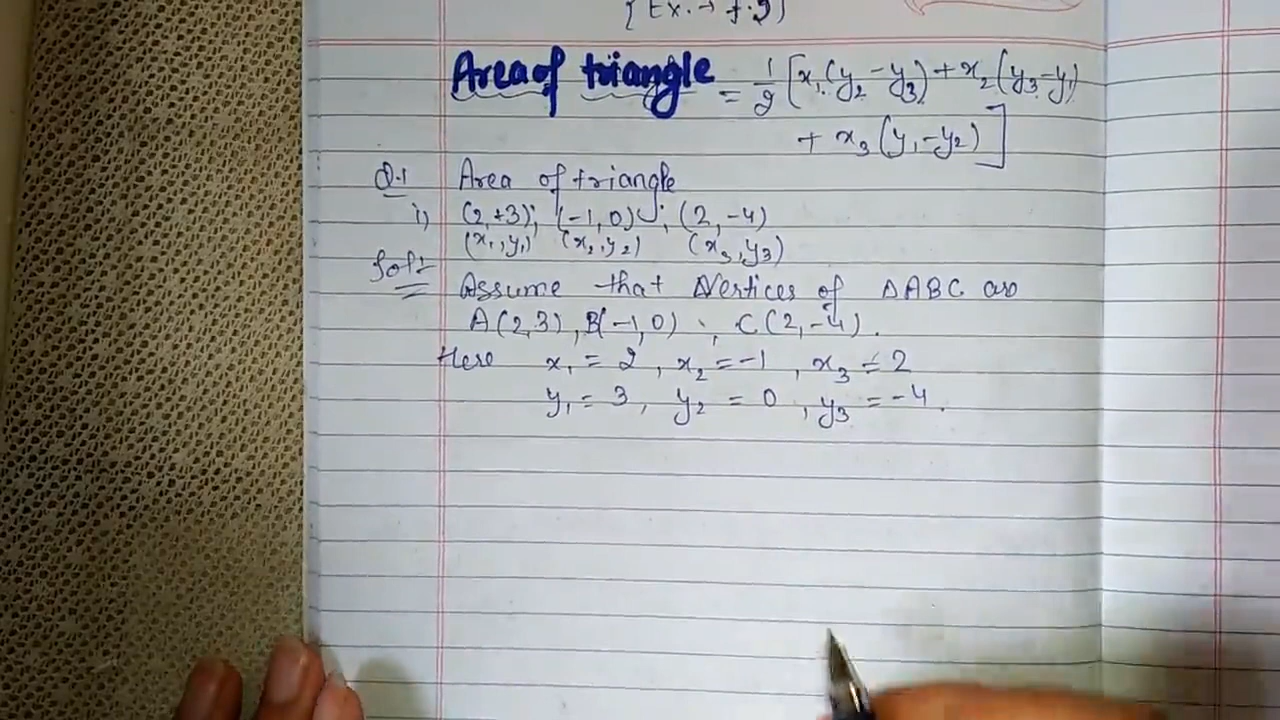 Area of triangle = 1/2 [x₁(y₂-y₃)+x₂(y₃-y₁)
+ x₃(y₁-y₂)]
Q.1 Area of triangle
i) (2,+3); (-1,0); (2,-4)
(x₁,y₁) (x₂,y₂) (x₃,y₃)
Sol:-
Assume that Vertices of ΔABC are
A(2,3), B(-1,0), C(2,-4).
Here x₁ = 2, x₂ = -1, x₃ = 2
y₁ = 3, y₂ = 0, y₃ = -4.